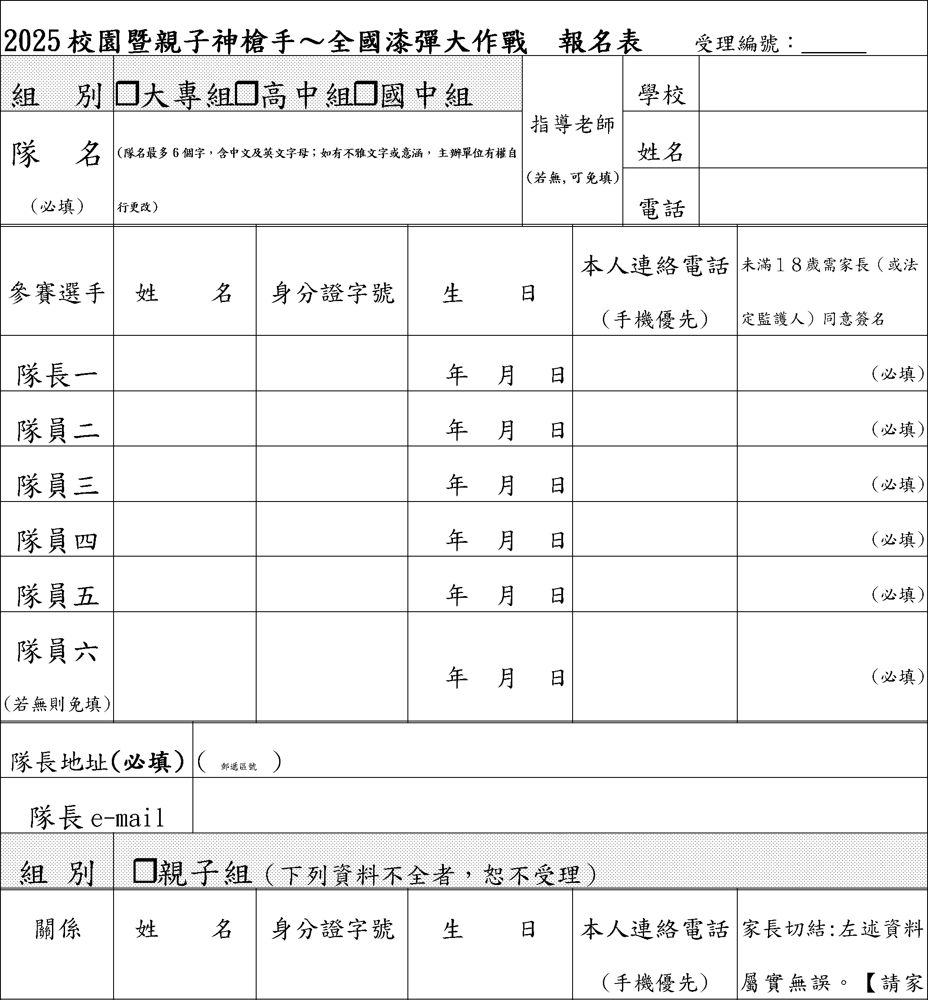 2025校園暨親子神槍手～全國漆彈大作戰　報名表　　受理編號：______
組　別　□大專組□高中組□國中組
指導老師
(若無,可免填)
學校
姓名
電話
隊　名
(必填)
(隊名最多6個字，含中文及英文字母；如有不雅文字或意涵，主辦單位有權自
行更改)
參賽選手　姓　名　身分證字號　生　日　本人連絡電話
(手機優先)
未滿１８歲需家長（或法
定監護人）同意簽名
隊長一　年　月　日　(必填)
隊員二　年　月　日　(必填)
隊員三　年　月　日　(必填)
隊員四　年　月　日　(必填)
隊員五　年　月　日　(必填)
隊員六
(若無則免填)
年　月　日　(必填)
隊長地址(必填)　(　郵遞區號　)
隊長e-mail
組　別　□親子組（下列資料不全者，恕不受理）
關係　姓　名　身分證字號　生　日　本人連絡電話
(手機優先)
家長切結:左述資料
屬實無誤。【請家